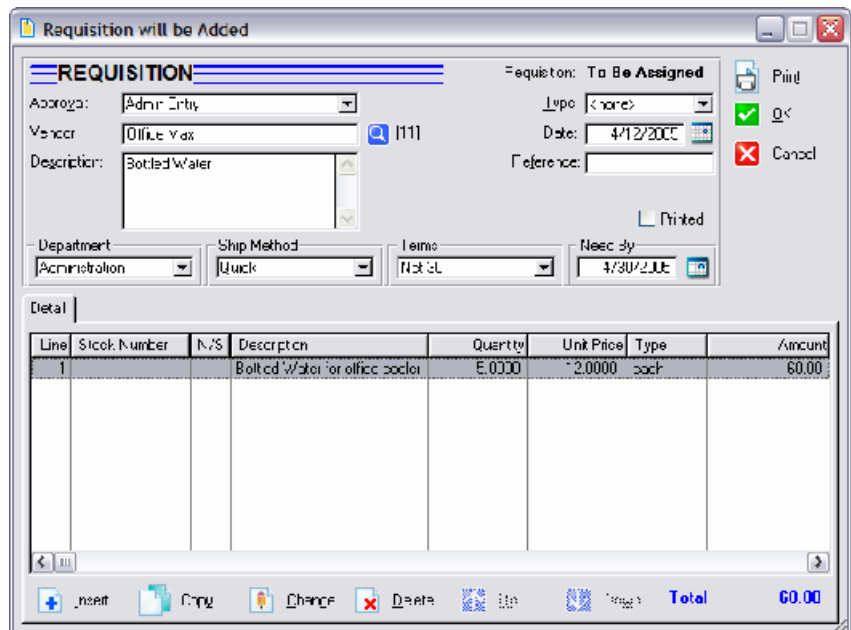 Requisition will be Added
REQUISITION
Requisition: To Be Assigned
Print
Approval: Admin Entry
Type <none>
OK
Vendor Office Max [11]
Date: 4/12/2005
Cancel
Description: Bottled Water
Reference:
Printed
Department Ship Method Terms Need By
Administration Quick Net 30 4/30/2005
Detail
Line Stock Number N/S Description Quantity Unit Price Type Amount
1 Bottled Water for office cooler 5.0000 12.0000 each 60.00
Insert Copy Change Delete Up Down Total 60.00